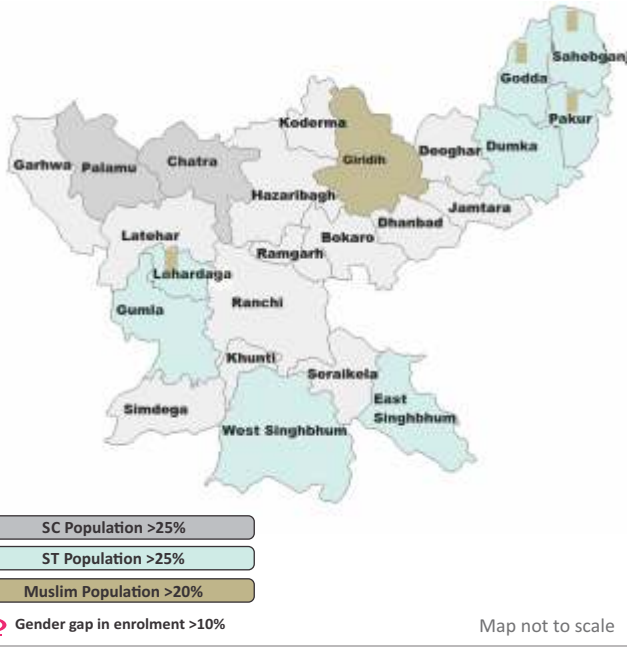 Sahebganj
Godda
Pakur
Koderma
Deoghar
Dumka
Garhwa
Palamu
Chatra
Giridih
Hazaribagh
Jamtara
Dhanbad
Latehar
Bokaro
Ramgarh
Lohardaga
Gumla
Ranchi
Khunti
Seraikela
Simdega
East
Singhbhum
West Singhbhum
SC Population >25%
ST Population >25%
Muslim Population >20%
Gender gap in enrolment >10%
Map not to scale